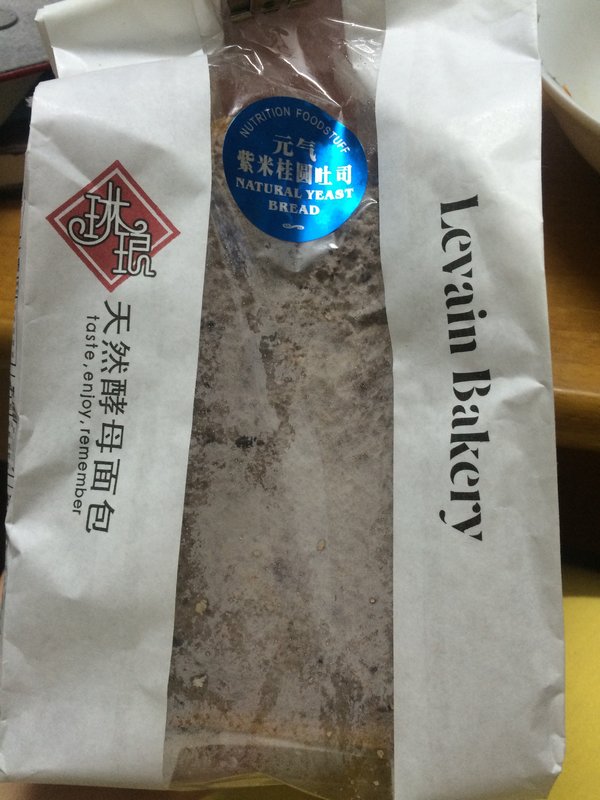 NUTRITION FOODSTUFF
元气
紫米桂圆吐司
NATURAL YEAST
BREAD
天然酵母面包
taste,enjoy,remember
Levain Bakery